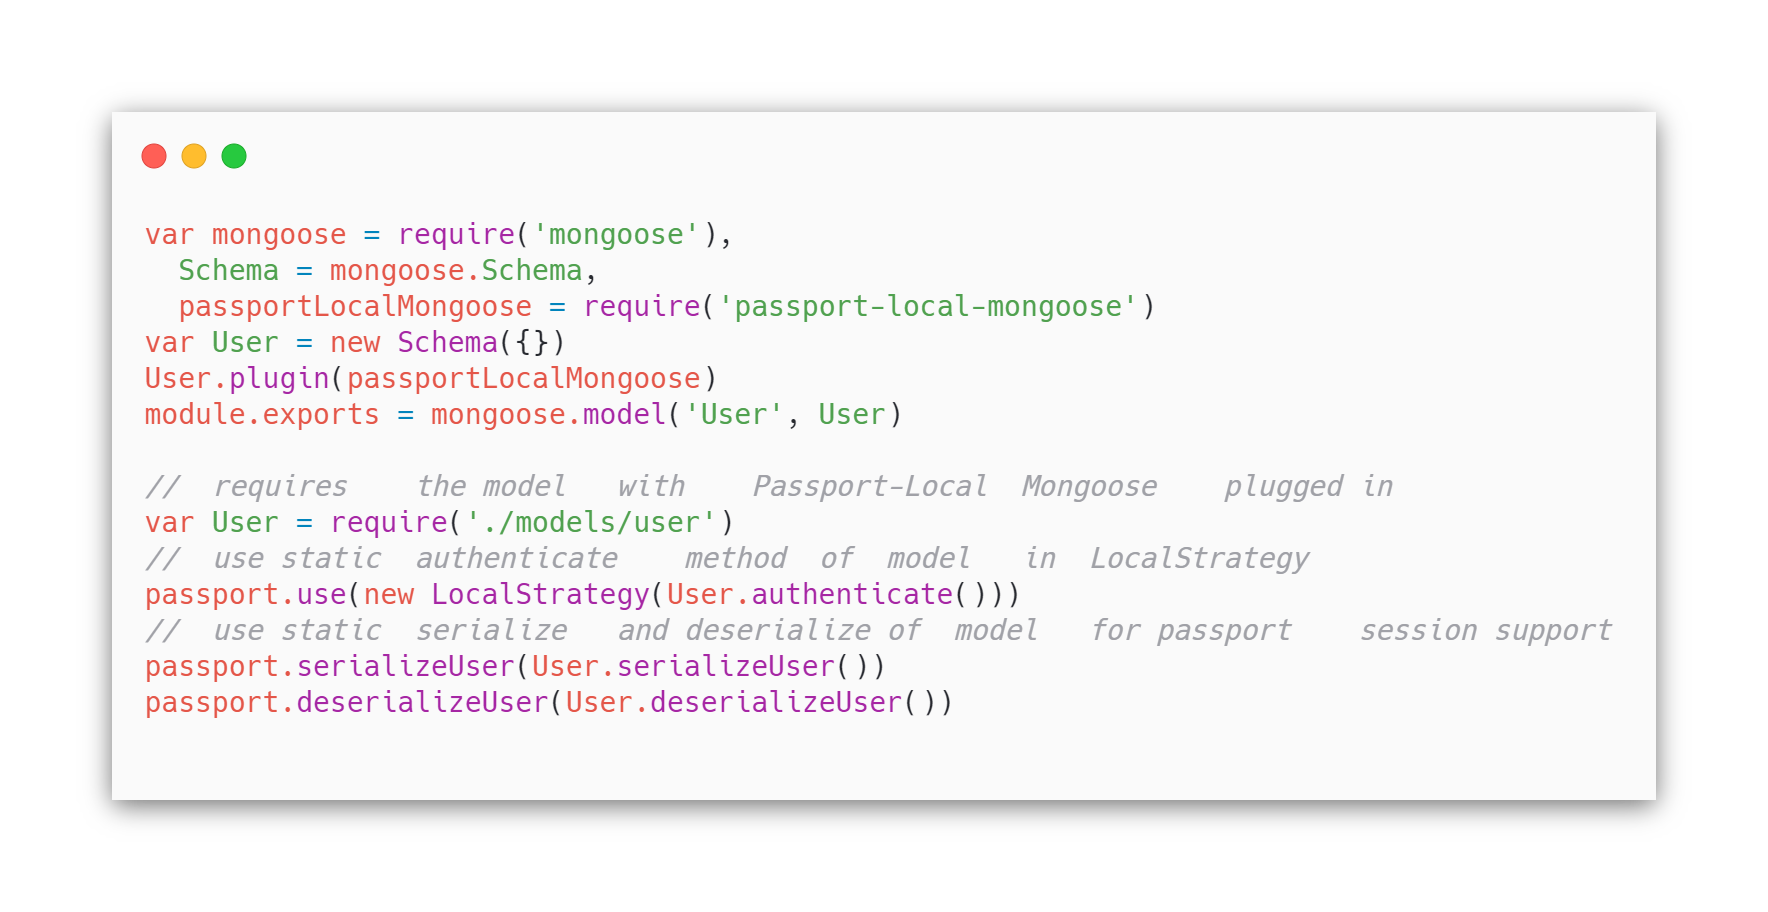 var mongoose = require('mongoose'),
  Schema = mongoose.Schema,
  passportLocalMongoose = require('passport-local-mongoose')
var User = new Schema({})
User.plugin(passportLocalMongoose)
module.exports = mongoose.model('User', User)

//  requires    the model   with    Passport-Local  Mongoose    plugged in
var User = require('./models/user')
//  use static  authenticate    method  of  model   in  LocalStrategy
passport.use(new LocalStrategy(User.authenticate()))
//  use static  serialize   and deserialize of  model   for passport    session support
passport.serializeUser(User.serializeUser())
passport.deserializeUser(User.deserializeUser())